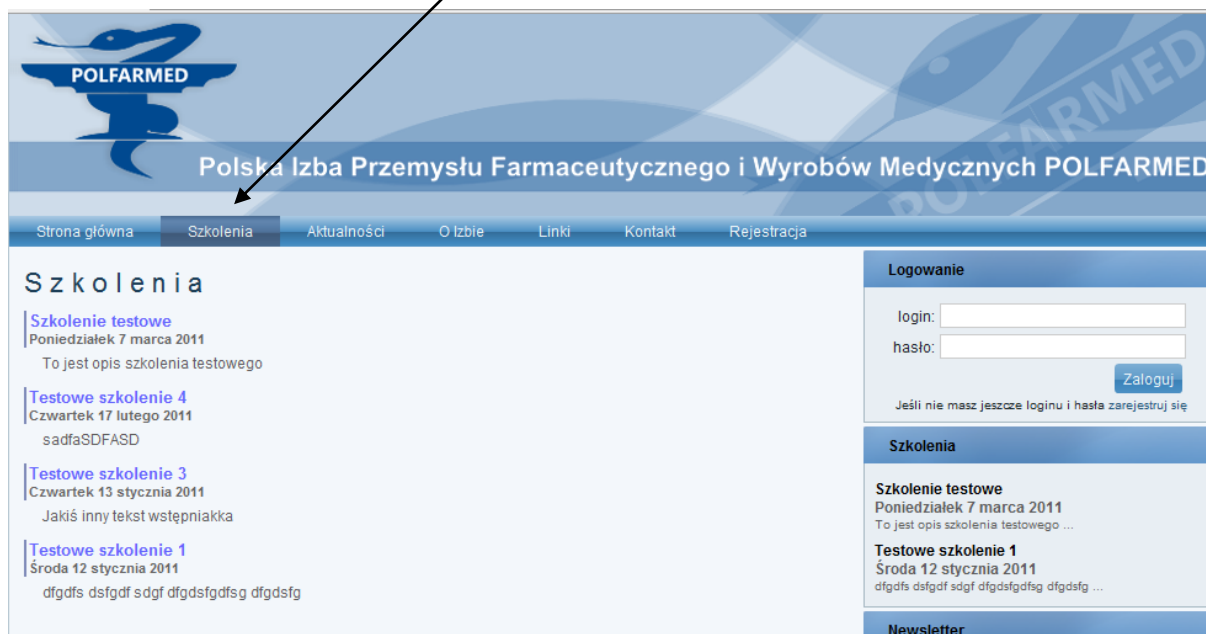 POLFARMED
POLFARMED
Polska Izba Przemysłu Farmaceutycznego i Wyrobów Medycznych POLFARMED
Strona główna Szkolenia Aktualności O Izbie Linki Kontakt Rejestracja
Szkolenia
Szkolenie testowe
Poniedziałek 7 marca 2011
To jest opis szkolenia testowego
Testowe szkolenie 4
Czwartek 17 lutego 2011
sadfaSDFASD
Testowe szkolenie 3
Czwartek 13 stycznia 2011
Jakiś inny tekst wstępniakka
Testowe szkolenie 1
Środa 12 stycznia 2011
dfgdfs dsfgdf sdgf dfgdsfgdfsg dfgdsfg
Logowanie
login:
hasło:
Zaloguj
Jeśli nie masz jeszcze loginu i hasła zarejestruj się
Szkolenia
Szkolenie testowe
Poniedziałek 7 marca 2011
To jest opis szkolenia testowego ...
Testowe szkolenie 1
Środa 12 stycznia 2011
dfgdfs dsfgdf sdgf dfgdsfgdfsg dfgdsfg ...
Newsletter